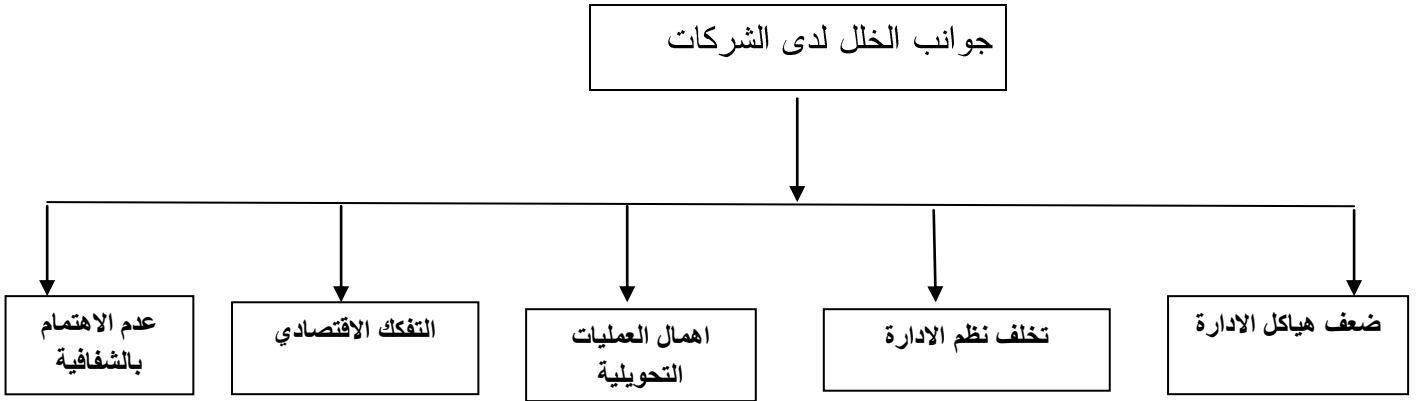 جوانب الخلل لدى الشركات
ضعف هياكل الادارة
تخلف نظم الادارة
اهمال العمليات
التحويلية
التفكك الاقتصادي
عدم الاهتمام
بالشفافية